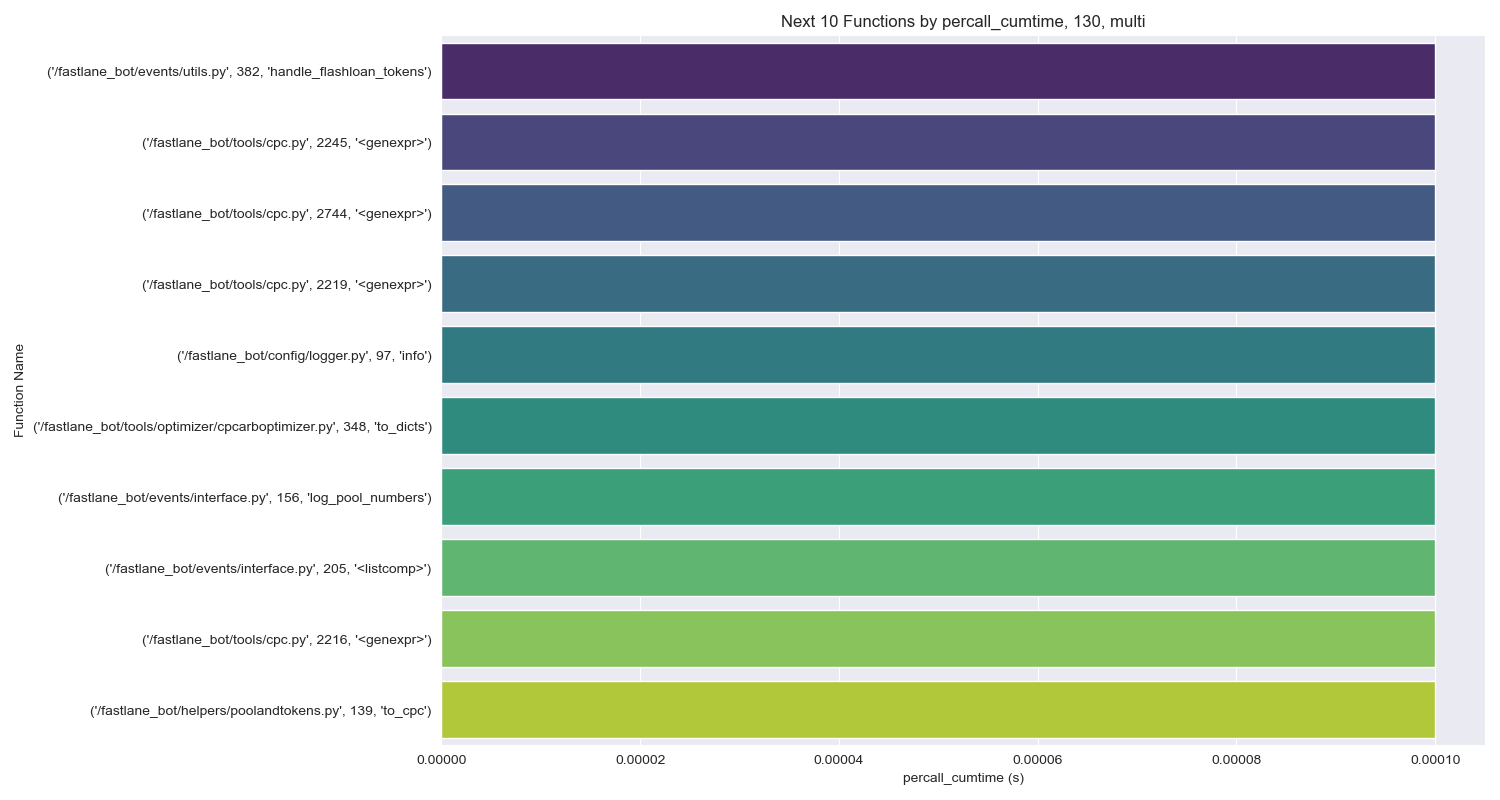 Next 10 Functions by percall_cumtime, 130, multi
('/fastlane_bot/events/utils.py', 382, 'handle_flashloan_tokens')
('/fastlane_bot/tools/cpc.py', 2245, '<genexpr>')
('/fastlane_bot/tools/cpc.py', 2744, '<genexpr>')
('/fastlane_bot/tools/cpc.py', 2219, '<genexpr>')
('/fastlane_bot/config/logger.py', 97, 'info')
('/fastlane_bot/tools/optimizer/cpcarboptimizer.py', 348, 'to_dicts')
('/fastlane_bot/events/interface.py', 156, 'log_pool_numbers')
('/fastlane_bot/events/interface.py', 205, '<listcomp>')
('/fastlane_bot/tools/cpc.py', 2216, '<genexpr>')
('/fastlane_bot/helpers/poolandtokens.py', 139, 'to_cpc')
Function Name
0.00000 0.00002 0.00004 0.00006 0.00008 0.00010
percall_cumtime (s)